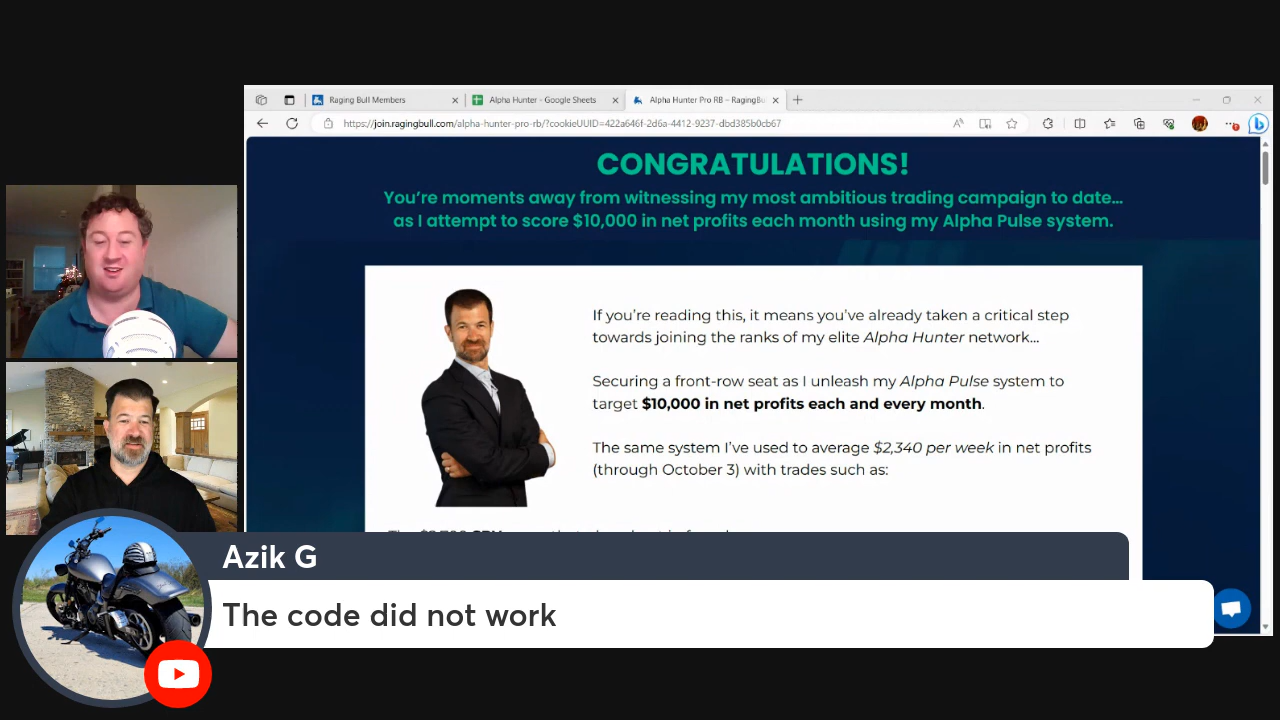 Raging Bull Members
Alpha Hunter - Google Sheets
Alpha Hunter Pro RB – RagingBu
https://join.ragingbull.com/alpha-hunter-pro-rb/?cookieUUID=422a646f-2d6a-4412-9237-dbd385b0cb67
CONGRATULATIONS!
You're moments away from witnessing my most ambitious trading campaign to date...
as I attempt to score $10,000 in net profits each month using my Alpha Pulse system.
If you're reading this, it means you've already taken a critical step
towards joining the ranks of my elite Alpha Hunter network...
Securing a front-row seat as I unleash my Alpha Pulse system to
target $10,000 in net profits each and every month.
The same system I've used to average $2,340 per week in net profits
(through October 3) with trades such as:
Azik G
The code did not work